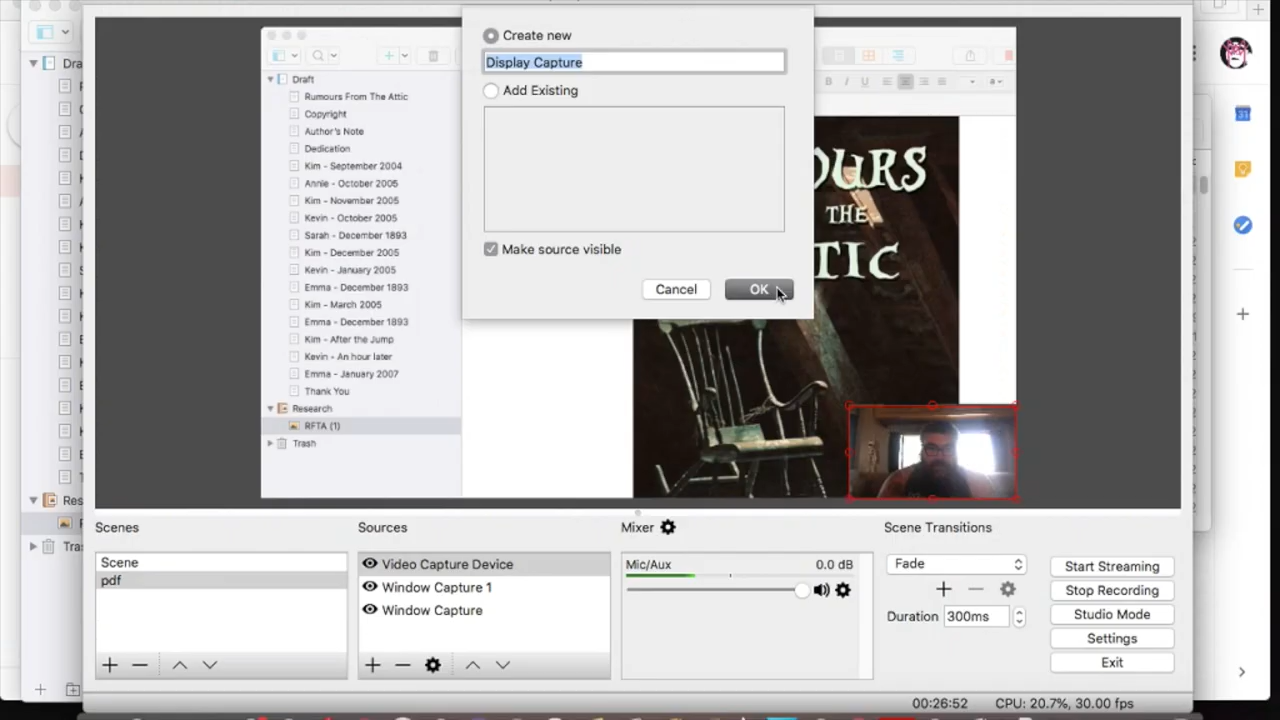 Create new
Display Capture
Add Existing
Make source visible
Cancel
OK
Dra
Res
Tra
Draft
Rumours From The Attic
Copyright
Author's Note
Dedication
Kim - September 2004
Annie - October 2005
Kim - November 2005
Kevin - October 2005
Sarah - December 1893
Kim - December 2005
Kevin - January 2005
Emma - December 1893
Kim - March 2005
Emma - December 1893
Kim - After the Jump
Kevin - An hour later
Emma - January 2007
Thank You
Research
RFTA (1)
Trash
OURS
THE
TIC
Scenes
Scene
pdf
Sources
Video Capture Device
Window Capture 1
Window Capture
Mixer
Mic/Aux 0.0 dB
Scene Transitions
Fade
Duration 300ms
Start Streaming
Stop Recording
Studio Mode
Settings
Exit
00:26:52 CPU: 20.7%, 30.00 fps